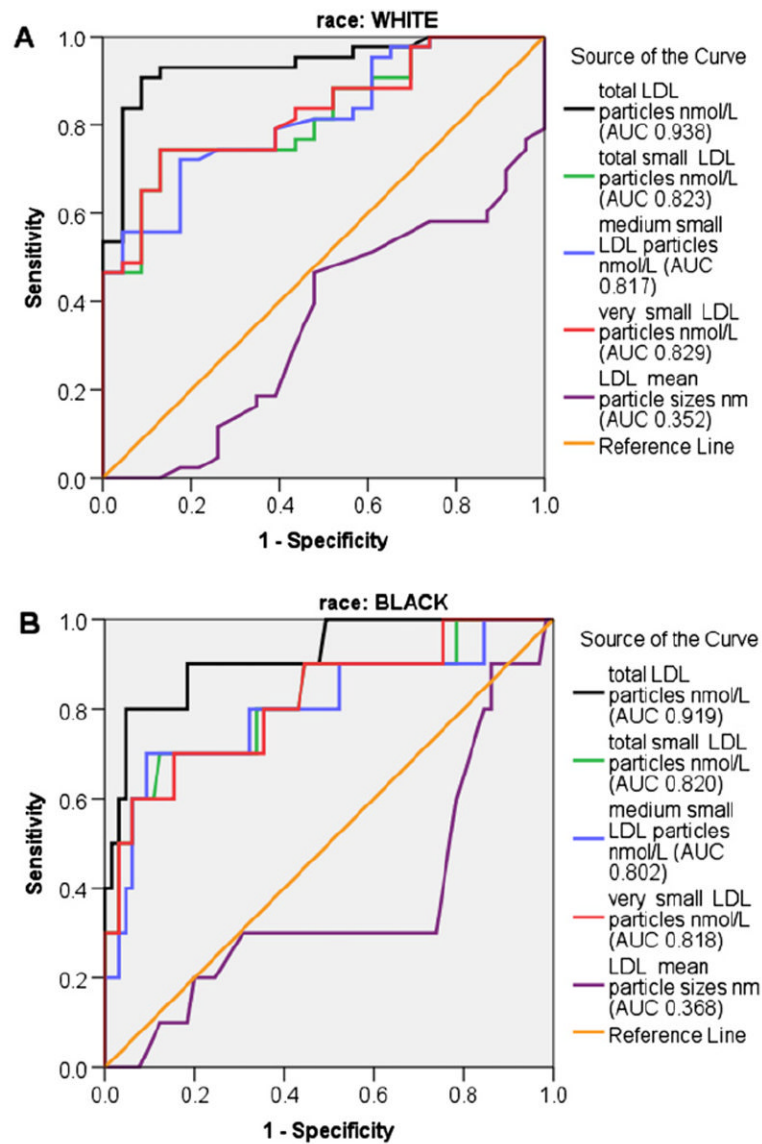 A
race: WHITE
Source of the Curve
total LDL
particles nmol/L
(AUC 0.938)
total small LDL
particles nmol/L
(AUC 0.823)
medium small
LDL particles
nmol/L (AUC
0.817)
very small LDL
particles nmol/L
(AUC 0.829)
LDL mean
particle sizes nm
(AUC 0.352)
Reference Line
Sensitivity
1.0
0.8
0.6
0.4
0.2
0.0
0.0 0.2 0.4 0.6 0.8 1.0
1 - Specificity
B
race: BLACK
Source of the Curve
total LDL
particles nmol/L
(AUC 0.919)
total small LDL
particles nmol/L
(AUC 0.820)
medium small
LDL particles
nmol/L (AUC
0.802)
very small LDL
particles nmol/L
(AUC 0.818)
LDL mean
particle sizes nm
(AUC 0.368)
Reference Line
Sensitivity
1.0
0.8
0.6
0.4
0.2
0.0
0.0 0.2 0.4 0.6 0.8 1.0
1 - Specificity